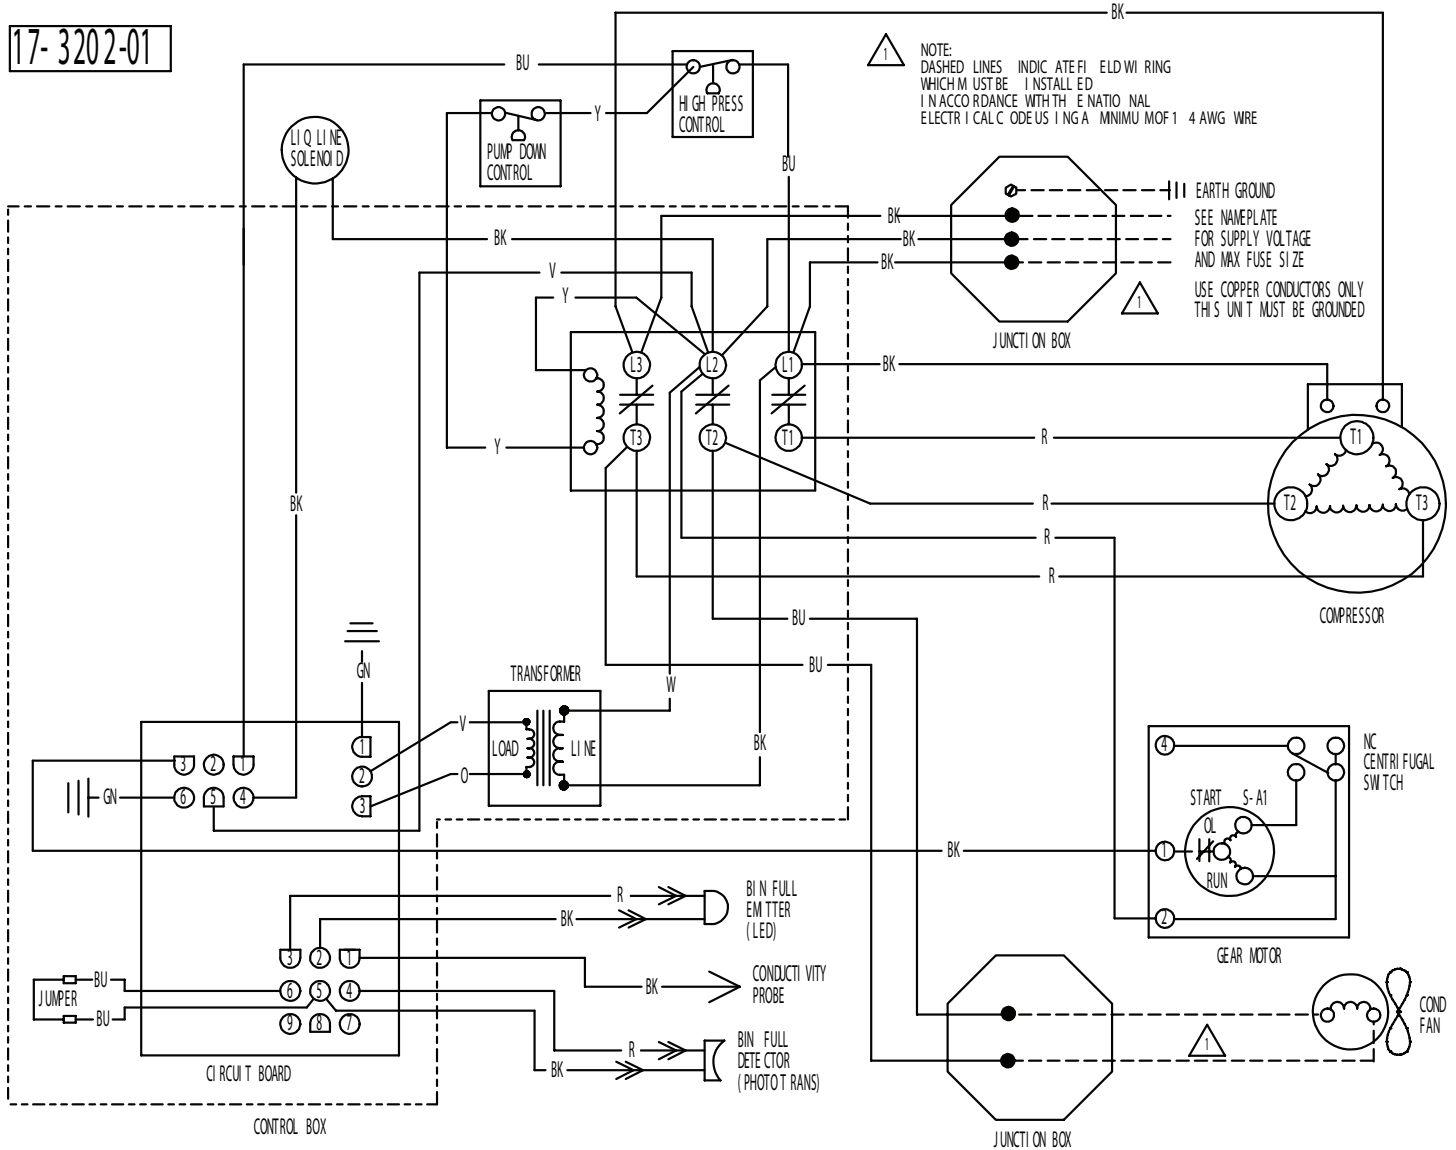 17-3202-01
BK
BU
NOTE:
DASHED LINES INDICATE FIELD WIRING
WHICH MUST BE INSTALLED
IN ACCORDANCE WITH THE NATIONAL
ELECTRICAL CODE USING A MINIMUM OF 14 AWG WIRE
1
HIGH PRESS
CONTROL
Y
PUMP DOWN
CONTROL
LIQ LINE
SOLENOID
BU
EARTH GROUND
BK
SEE NAMEPLATE
BK
BK
FOR SUPPLY VOLTAGE
BK
AND MAX FUSE SIZE
V
Y
1
USE COPPER CONDUCTORS ONLY
THIS UNIT MUST BE GROUNDED
JUNCTION BOX
L3
L2
L1
BK
T3
T2
T1
R
T1
Y
BK
R
T2
T3
R
R
COMPRESSOR
BU
BU
GN
TRANSFORMER
W
V
LOAD
LINE
BK
O
1
2
3
3
2
1
6
5
4
GN
4
NC
CENTRIFUGAL
SWITCH
START
S-A1
OL
1
RUN
2
GEAR MOTOR
BK
R
BIN FULL
EMITTER
(LED)
BK
3
2
1
6
5
4
9
8
7
BU
JUMPER
BU
BK
CONDUCTIVITY
PROBE
R
BK
BIN FULL
DETECTOR
(PHOTOTRANS)
CIRCUIT BOARD
CONTROL BOX
1
COND
FAN
JUNCTION BOX